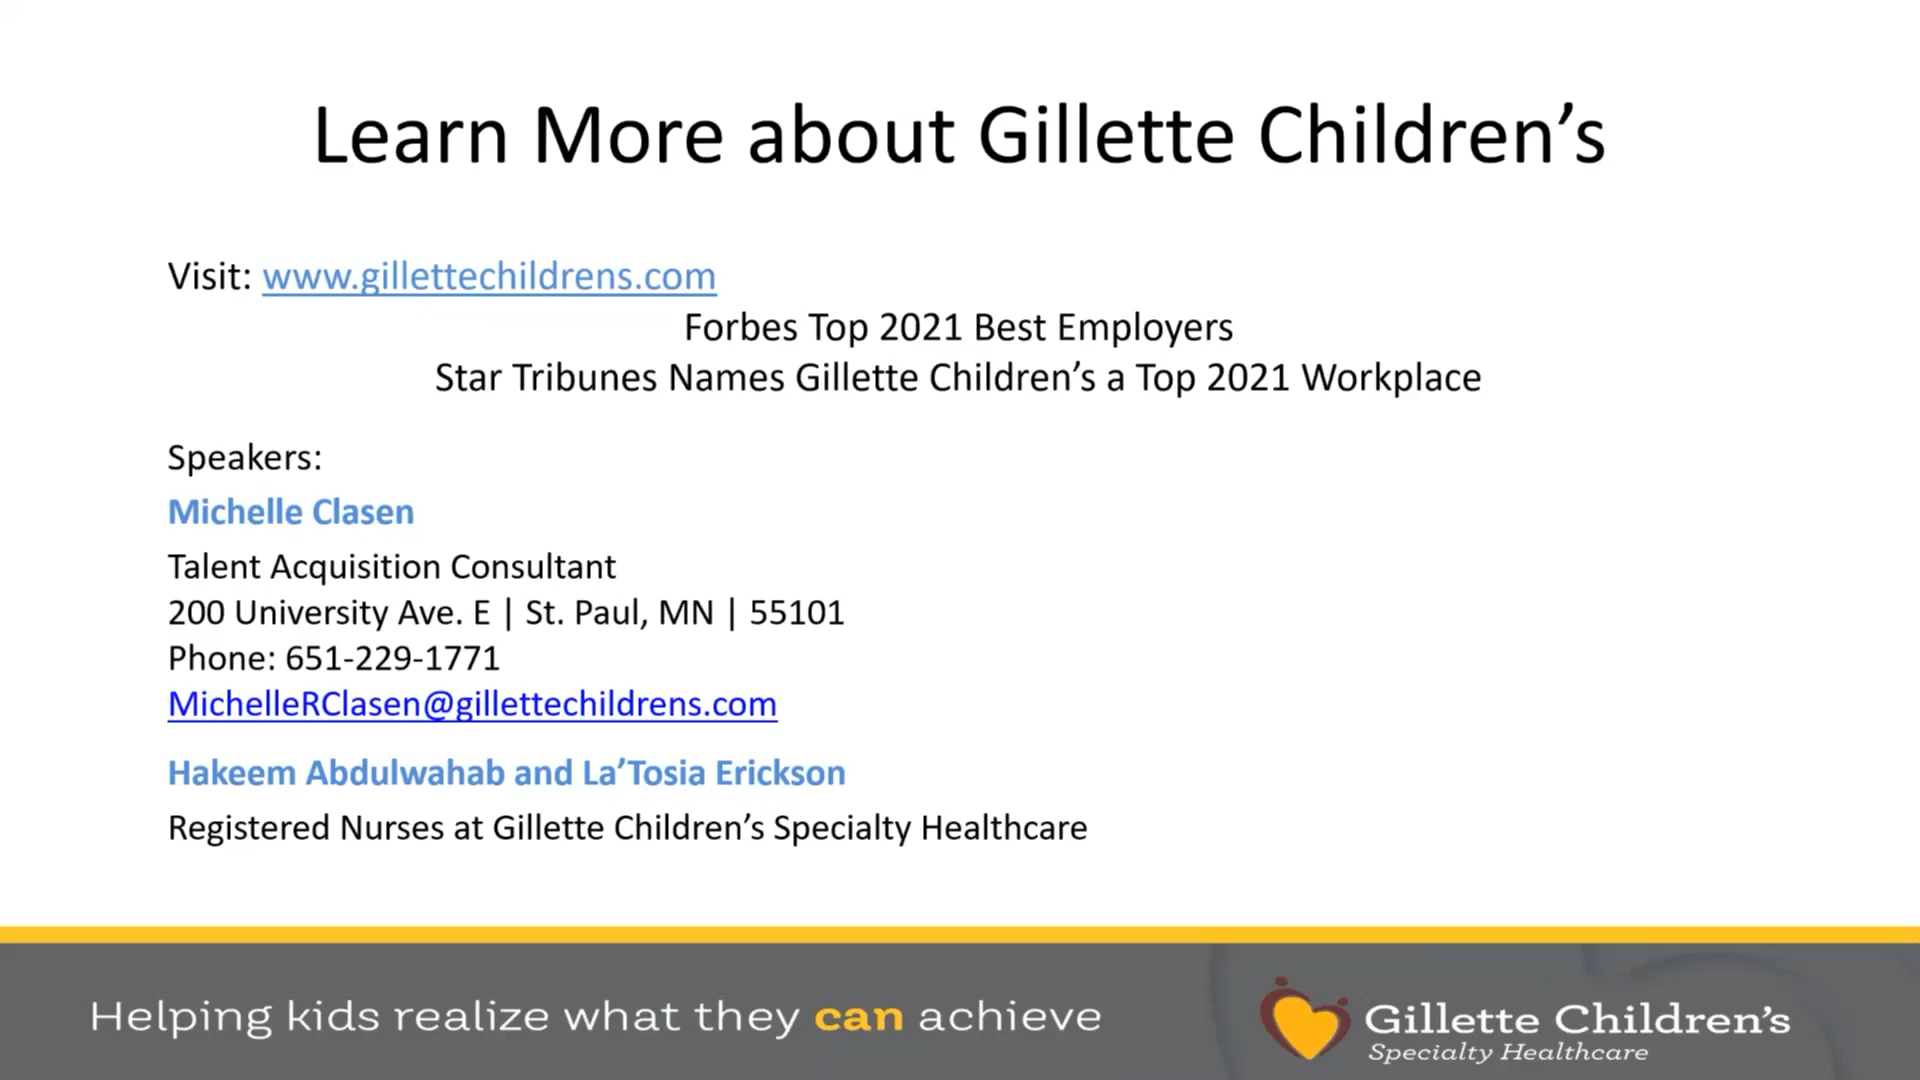 Learn More about Gillette Children’s
Visit: www.gillettechildrens.com
Forbes Top 2021 Best Employers
Star Tribunes Names Gillette Children’s a Top 2021 Workplace
Speakers:
Michelle Clasen
Talent Acquisition Consultant
200 University Ave. E | St. Paul, MN | 55101
Phone: 651-229-1771
MichelleRClasen@gillettechildrens.com
Hakeem Abdulwahab and La’Tosia Erickson
Registered Nurses at Gillette Children’s Specialty Healthcare
Helping kids realize what they can achieve
Gillette Children’s
Specialty Healthcare